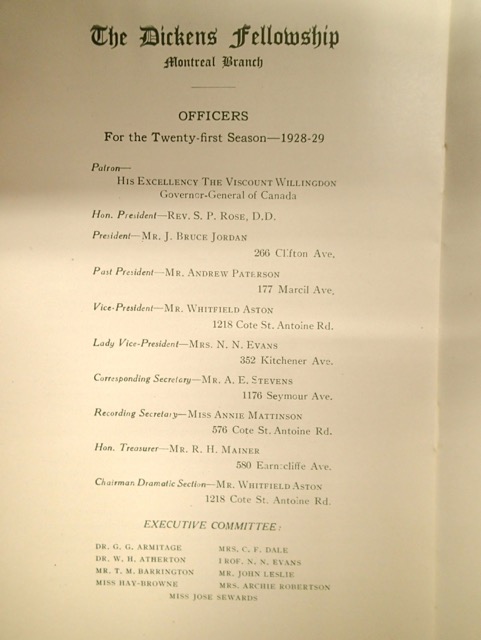 The Dickens Fellowship
Montreal Branch
OFFICERS
For the Twenty-first Season—1928-29
Patron—
HIS EXCELLENCY THE VISCOUNT WILLINGDON
Governor-General of Canada
Hon. President—REV. S. P. ROSE, D.D.
President—MR. J. BRUCE JORDAN
266 Clifton Ave.
Past President—MR. ANDREW PATERSON
177 Marcil Ave.
Vice-President—MR. WHITFIELD ASTON
1218 Cote St. Antoine Rd.
Lady Vice-President—MRS. N. N. EVANS
352 Kitchener Ave.
Corresponding Secretary—MR. A. E. STEVENS
1176 Seymour Ave.
Recording Secretary—MISS ANNIE MATTINSON
576 Cote St. Antoine Rd.
Hon. Treasurer—MR. R. H. MAINER
580 Earnscliffe Ave.
Chairman Dramatic Section—MR. WHITFIELD ASTON
1218 Cote St. Antoine Rd.
EXECUTIVE COMMITTEE:
DR. G. G. ARMITAGE MRS. C. F. DALE
DR. W. H. ATHERTON PROF. N. N. EVANS
MR. T. M. BARRINGTON MR. JOHN LESLIE
MISS HAY-BROWNE MRS. ARCHIE ROBERTSON
MISS JOSE SEWARDS